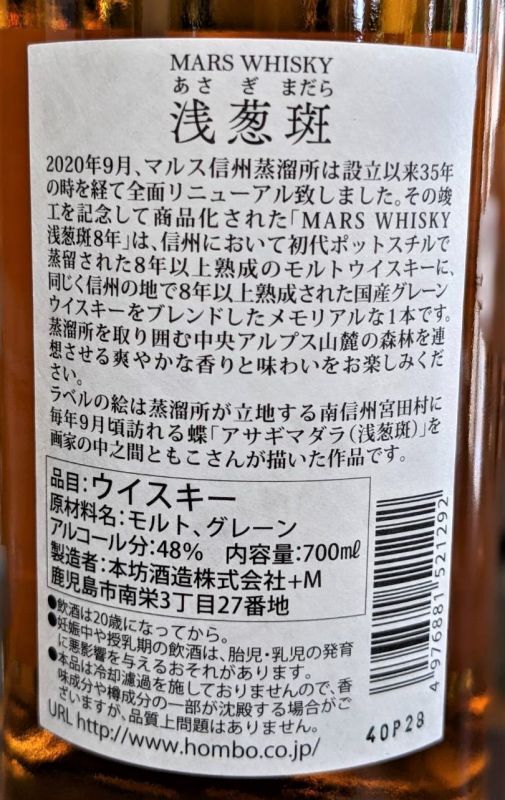 MARS WHISKY
あさ ぎ まだら
浅葱斑
2020年9月、マルス信州蒸溜所は設立以来35年
の時を経て全面リニューアル致しました。その竣
工を記念して商品化された「MARS WHISKY
浅葱斑8年」は、信州において初代ポットスチルで
蒸留された8年以上熟成のモルトウイスキーに、
同じく信州の地で8年以上熟成された国産グレーン
ウイスキーをブレンドしたメモリアルな1本です。
蒸溜所を取り囲む中央アルプス山麓の森林を連
想させる爽やかな香りと味わいをお楽しみくだ
さい。
ラベルの絵は蒸溜所が立地する南信州宮田村に
毎年9月頃訪れる蝶「アサギマダラ(浅葱斑)」を
画家の中之間ともこさんが描いた作品です。
品目:ウイスキー
原材料名:モルト、グレーン
アルコール分:48% 内容量:700mℓ
製造者:本坊酒造株式会社+M
鹿児島市南栄3丁目27番地
●飲酒は20歳になってから。
●妊娠中や授乳期の飲酒は、胎児・乳児の発育
に悪影響を与えるおそれがあります。
●本品は冷却濾過を施しておりませんので、香
味成分や樽成分の一部が沈殿する場合がご
ざいますが、品質上問題はありません。
URL http://www.hombo.co.jp/
4 976881 521292
40P28